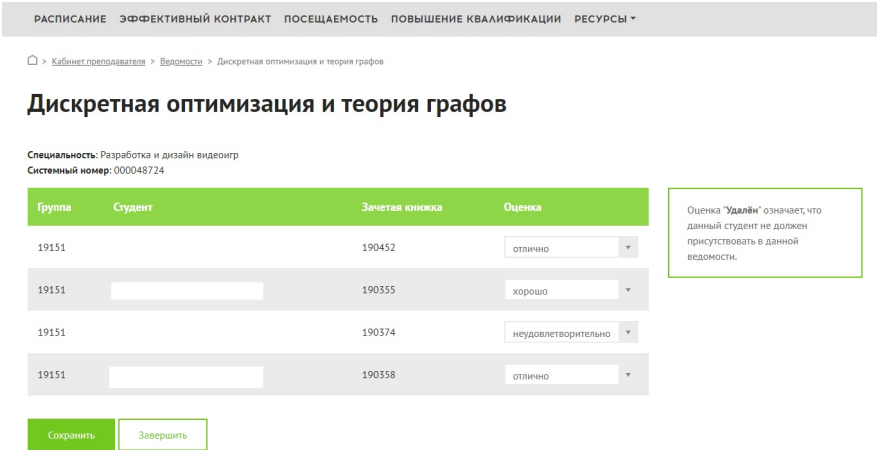 РАСПИСАНИЕ ЭФФЕКТИВНЫЙ КОНТРАКТ ПОСЕЩАЕМОСТЬ ПОВЫШЕНИЕ КВАЛИФИКАЦИИ РЕСУРСЫ
> Кабинет преподавателя > Ведомости > Дискретная оптимизация и теория графов
Дискретная оптимизация и теория графов
Специальность: Разработка и дизайн видеоигр
Системный номер: 000048724
Группа Студент Зачетая книжка Оценка
19151 190452 отлично
19151 190355 хорошо
19151 190374 неудовлетворительно
19151 190358 отлично
Оценка "Удалён" означает, что
данный студент не должен
присутствовать в данной
ведомости.
Сохранить Завершить